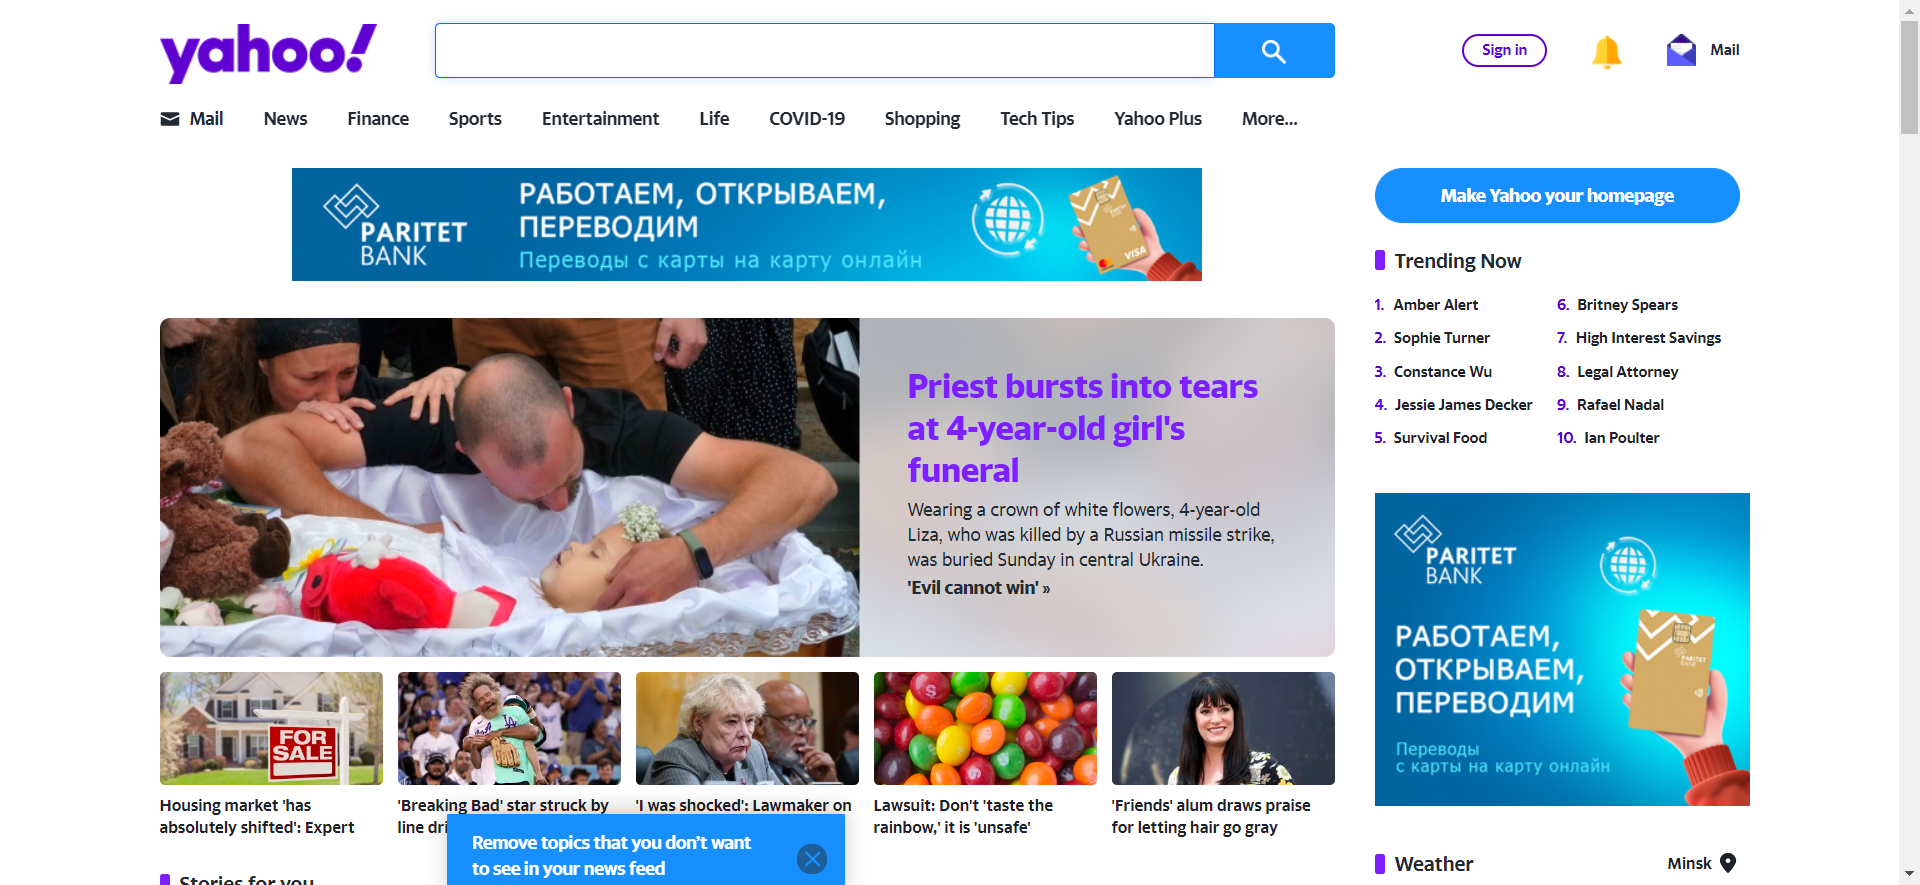 yahoo!
Sign in
Mail
Mail
News
Finance
Sports
Entertainment
Life
COVID-19
Shopping
Tech Tips
Yahoo Plus
More...
PARITET
BANK
РАБОТАЕМ, ОТКРЫВАЕМ,
ПЕРЕВОДИМ
Переводы с карты на карту онлайн
VISA
Make Yahoo your homepage
Trending Now
1. Amber Alert
2. Sophie Turner
3. Constance Wu
4. Jessie James Decker
5. Survival Food
6. Britney Spears
7. High Interest Savings
8. Legal Attorney
9. Rafael Nadal
10. Ian Poulter
Priest bursts into tears
at 4-year-old girl's
funeral
Wearing a crown of white flowers, 4-year-old
Liza, who was killed by a Russian missile strike,
was buried Sunday in central Ukraine.
'Evil cannot win' »
PARITET
BANK
РАБОТАЕМ,
ОТКРЫВАЕМ,
ПЕРЕВОДИМ
Переводы
с карты на карту онлайн
PARITET
BANK
FOR
SALE
LA
Housing market 'has
absolutely shifted': Expert
'Breaking Bad' star struck by
line
'I was shocked': Lawmaker on
Lawsuit: Don't 'taste the
rainbow,' it is 'unsafe'
'Friends' alum draws praise
for letting hair go gray
Remove topics that you don't want
to see in your news feed
Stories for you
Weather
Minsk